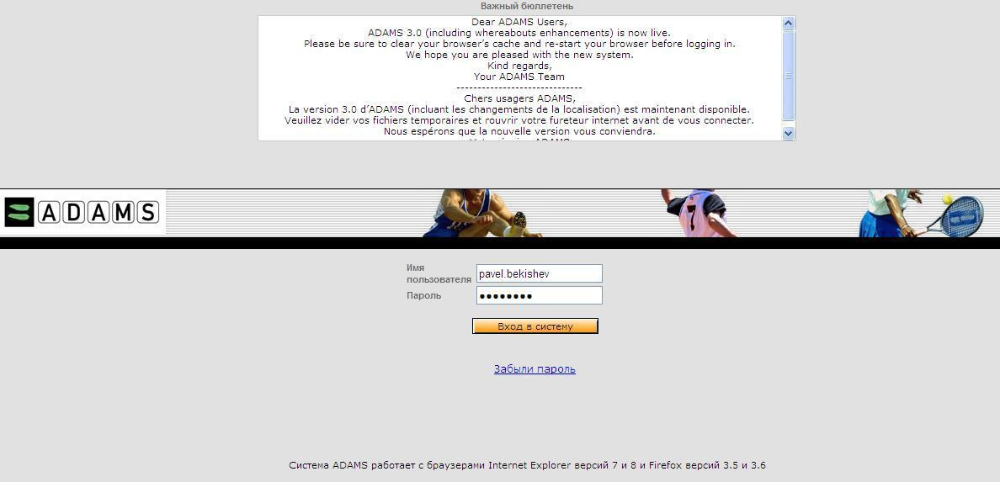 Важный бюллетень
Dear ADAMS Users,
ADAMS 3.0 (including whereabouts enhancements) is now live.
Please be sure to clear your browser's cache and re-start your browser before logging in.
We hope you are pleased with the new system.
Kind regards,
Your ADAMS Team
------------------------------
Chers usagers ADAMS,
La version 3.0 d'ADAMS (incluant les changements de la localisation) est maintenant disponible.
Veuillez vider vos fichiers temporaires et rouvrir votre fureteur internet avant de vous connecter.
Nous espérons que la nouvelle version vous conviendra.
ADAMS
7
Имя
пользователя pavel.bekishev
Пароль ●●●●●●●●
Вход в систему
Забыли пароль
Система ADAMS работает с браузерами Internet Explorer версий 7 и 8 и Firefox версий 3.5 и 3.6